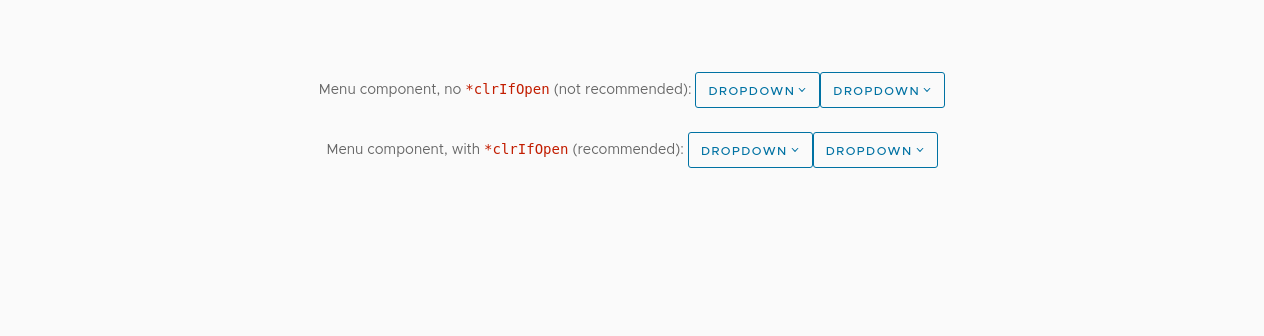 Menu component, no *clrIfOpen (not recommended): DROPDOWN DROPDOWN
Menu component, with *clrIfOpen (recommended): DROPDOWN DROPDOWN